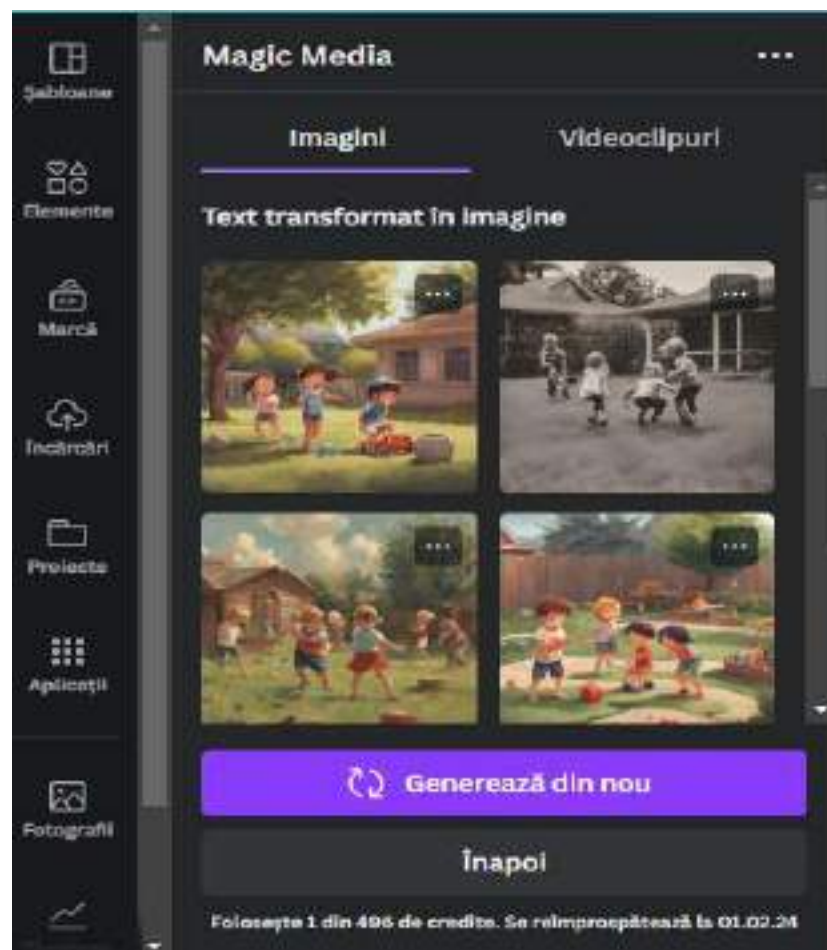 Șabloane
Elemente
Marcă
Încărcări
Proiecte
Aplicații
Fotografii
Magic Media
Imagini
Videoclipuri
Text transformat în imagine
Generează din nou
Înapoi
Folosește 1 din 496 de credite. Se reîmprospătează la 01.02.24